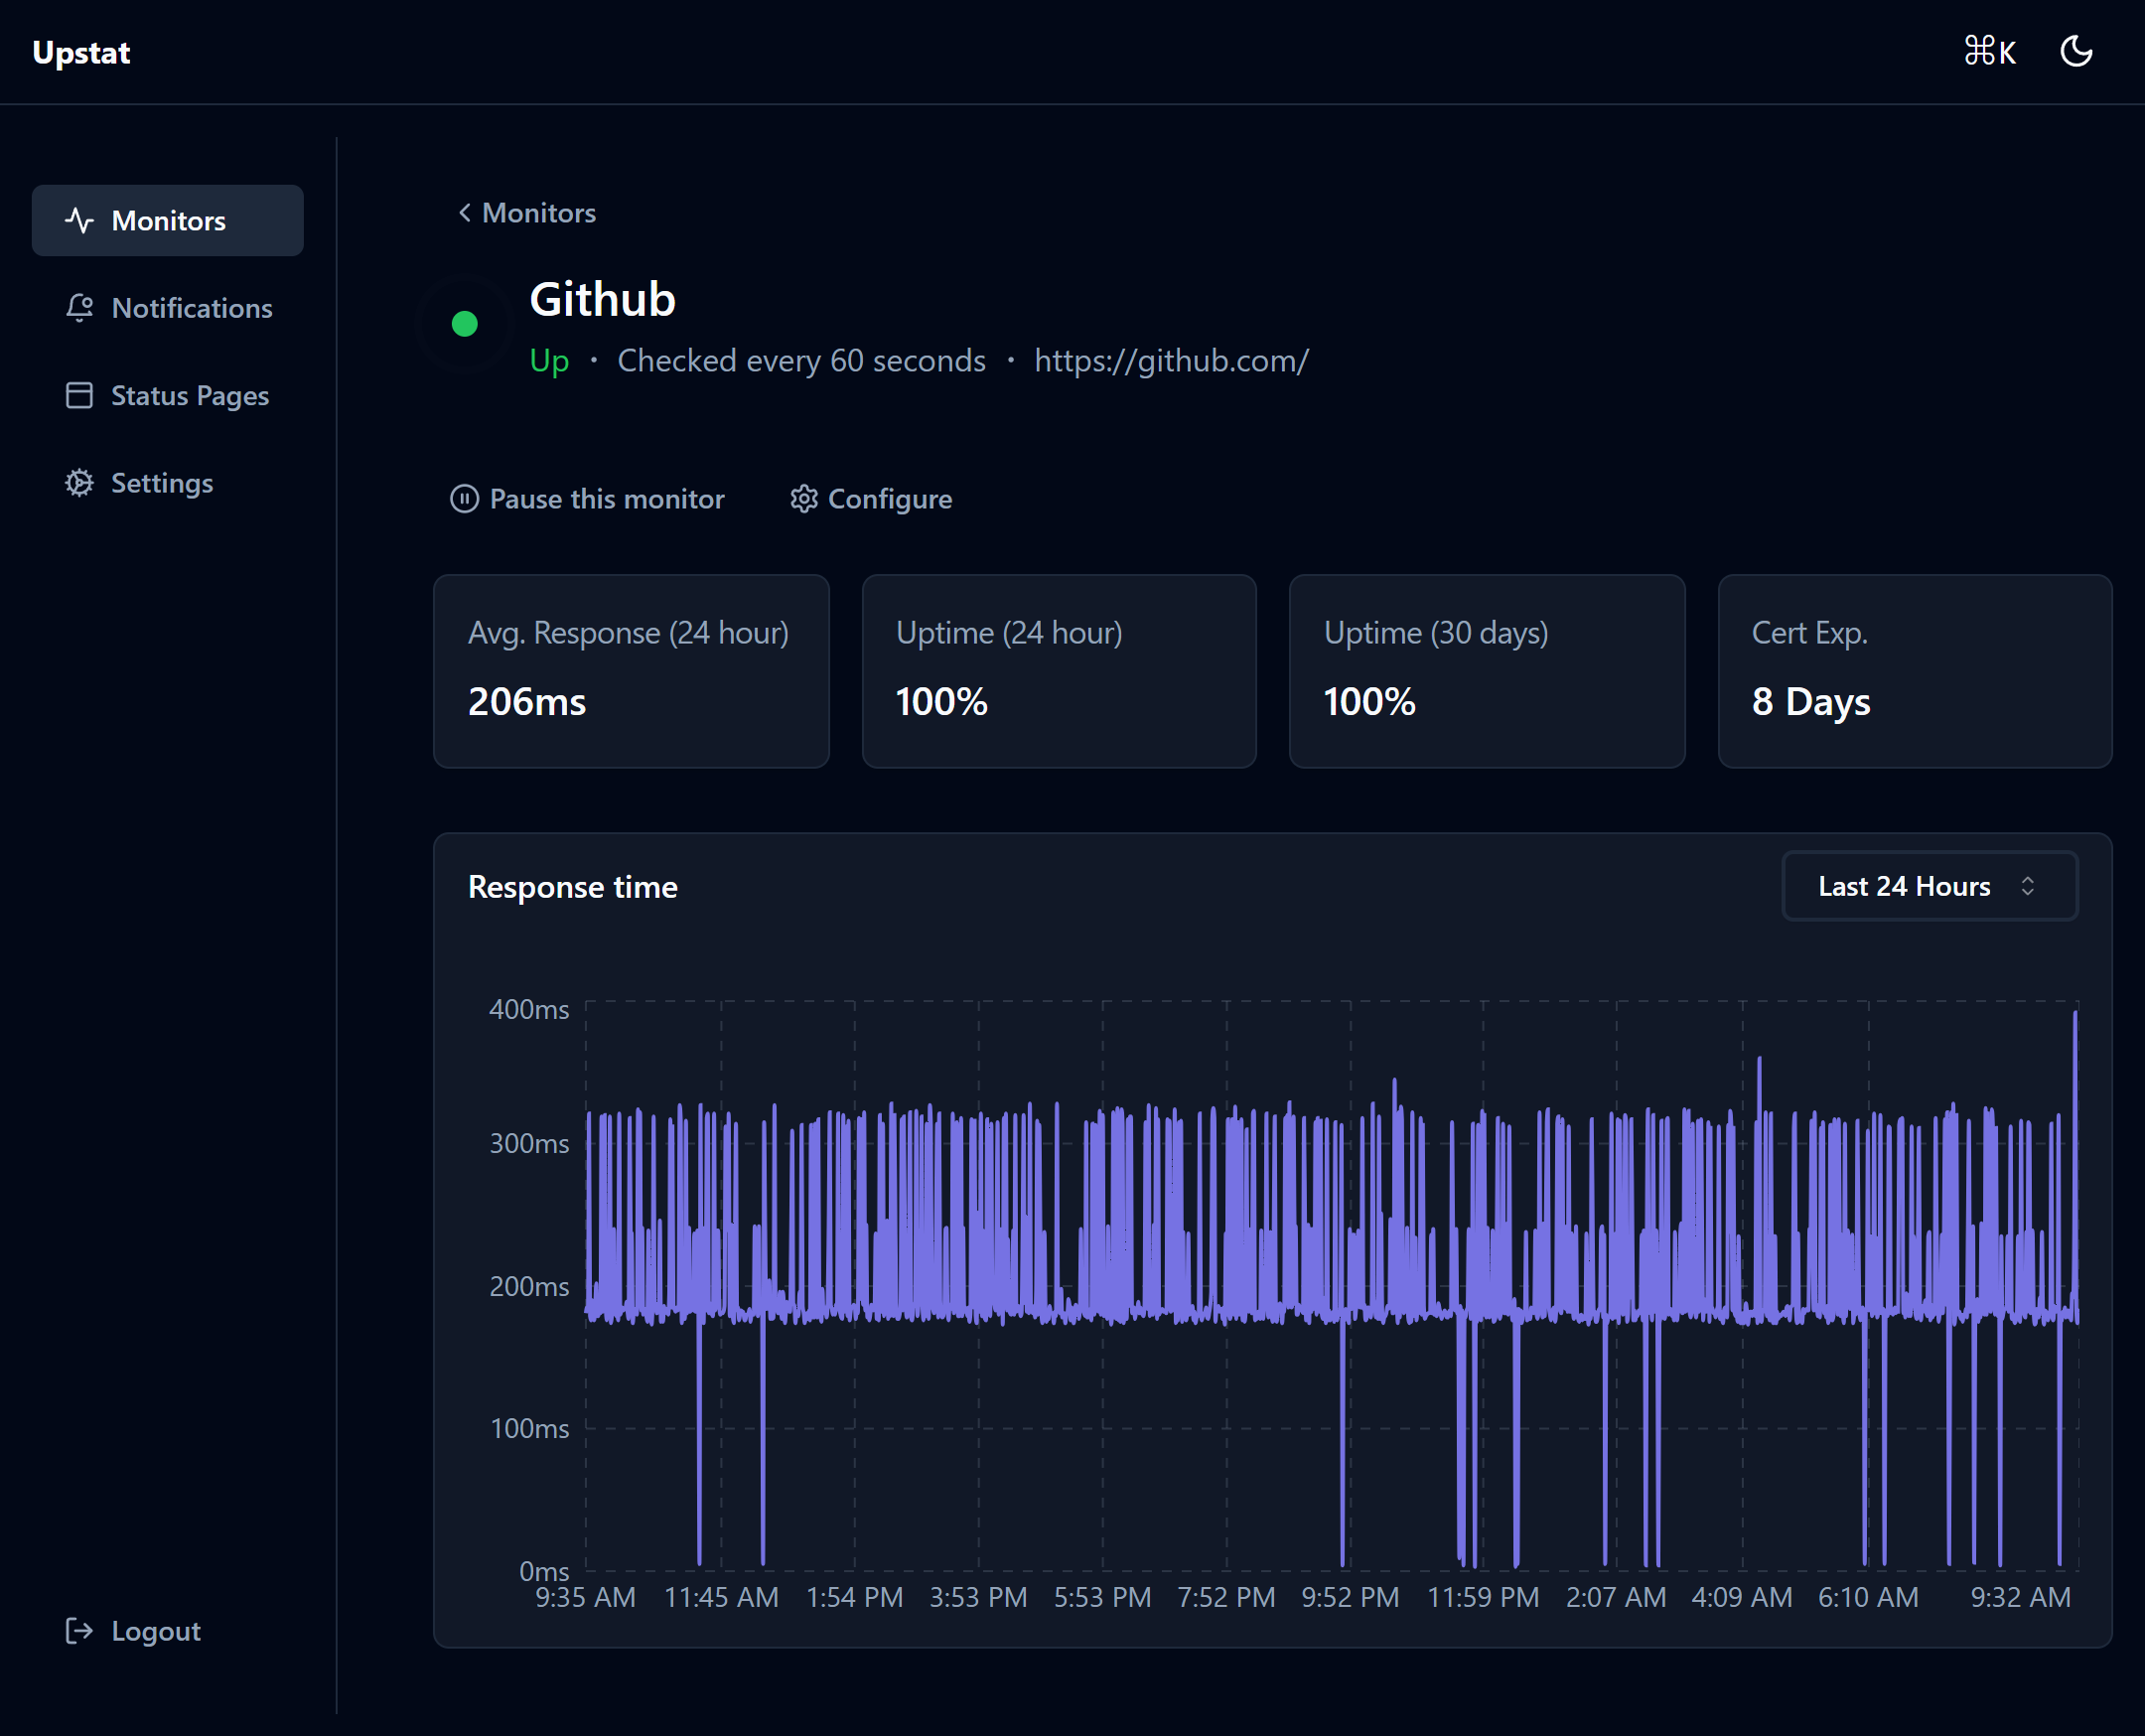 Upstat
⌘K
Monitors
Notifications
Status Pages
Settings
Logout
Monitors
Github
Up • Checked every 60 seconds • https://github.com/
Pause this monitor
Configure
Avg. Response (24 hour)
206ms
Uptime (24 hour)
100%
Uptime (30 days)
100%
Cert Exp.
8 Days
Response time
Last 24 Hours
400ms
300ms
200ms
100ms
0ms
9:35 AM 11:45 AM 1:54 PM 3:53 PM 5:53 PM 7:52 PM 9:52 PM 11:59 PM 2:07 AM 4:09 AM 6:10 AM 9:32 AM